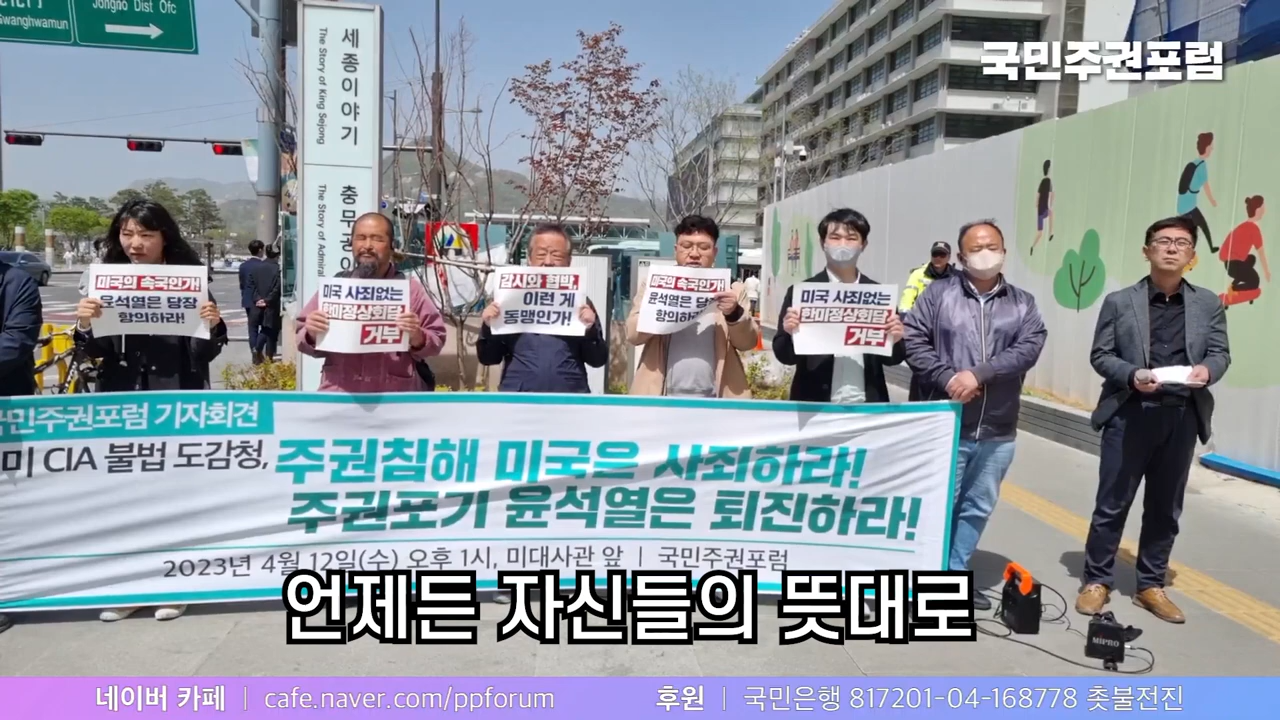 Jongno Dist Ofc
Gwanghwamun
국민주권포럼
세종이야기
The Story of King Sejong
충무공이
The Story of Admiral
미국의 속국인가!
윤석열은 당장
항의하라!
미국 사죄없는
한미정상회담
거부
감시와 협박,
이런 게
동맹인가!
미국의 속국인가!
윤석열은 당장
항의하라!
미국 사죄없는
한미정상회담
거부
국민주권포럼 기자회견
미 CIA 불법 도감청,
주권침해 미국은 사죄하라!
주권포기 윤석열은 퇴진하라!
2023년 4월 12일(수) 오후 1시, 미대사관 앞 | 국민주권포럼
언제든 자신들의 뜻대로
MIPRO
네이버 카페 | cafe.naver.com/ppforum 후원 | 국민은행 817201-04-168778 촛불전진